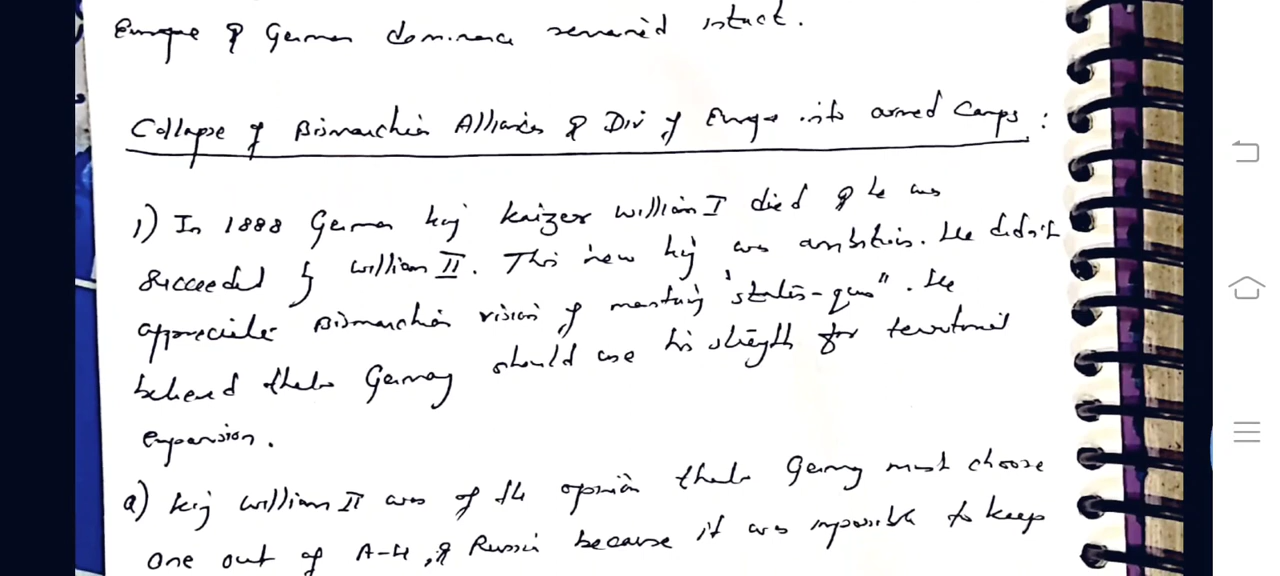 Europe & German dominance remained intact.
Collapse of Bismarckian Alliances & Div of Europe into armed Camps :
1) In 1888 German king Kaizer William I died & he was
succeeded by William II. This new king was ambitious. He didn't
appreciate Bismarckian vision of maintaing "status-quo". He
believed that Germany should use his strength for territorial
expansion.
a) king William II was of the opinion that Germany must choose
one out of A-H, & Russia because it was impossible to keep